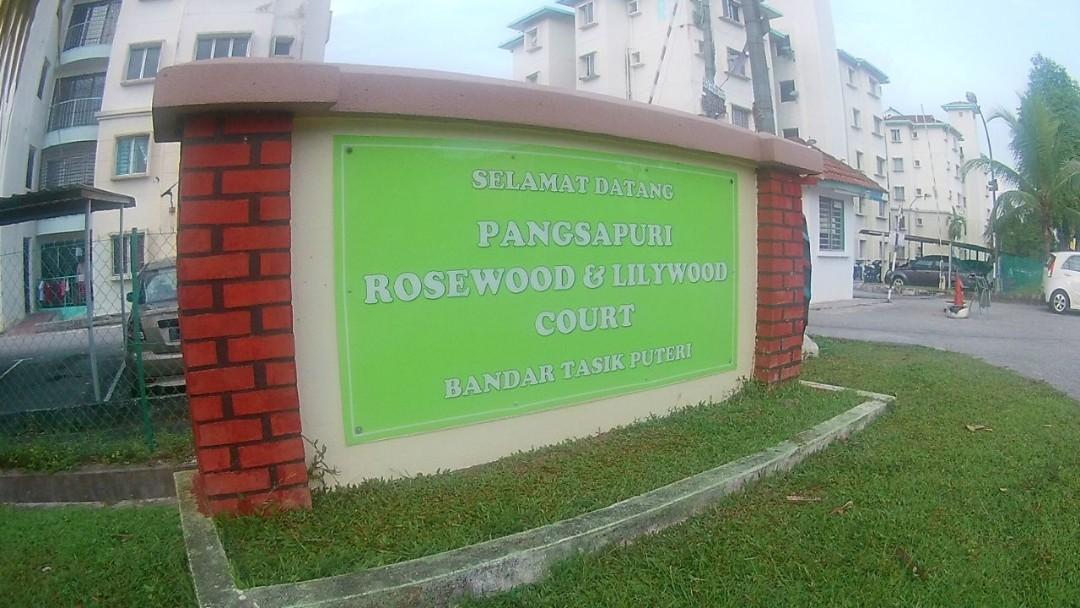 SELAMAT DATANG
PANGSAPURI
ROSEWOOD & LILYWOOD
COURT
BANDAR TASIK PUTERI